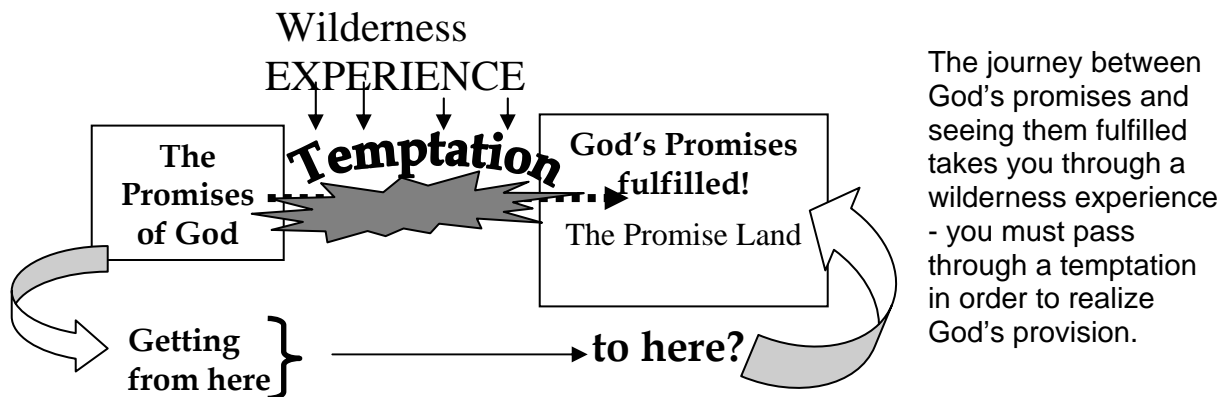 Wilderness
EXPERIENCE
Temptation
The
Promises
of God
God's Promises
fulfilled!
The Promise Land
Getting
from here
to here?
The journey between
God's promises and
seeing them fulfilled
takes you through a
wilderness experience
- you must pass
through a temptation
in order to realize
God's provision.